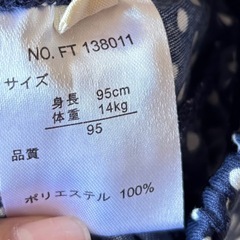 NO. FT 138011
サイズ
身長 95cm
体重 14kg
95
品質
ポリエステル 100%